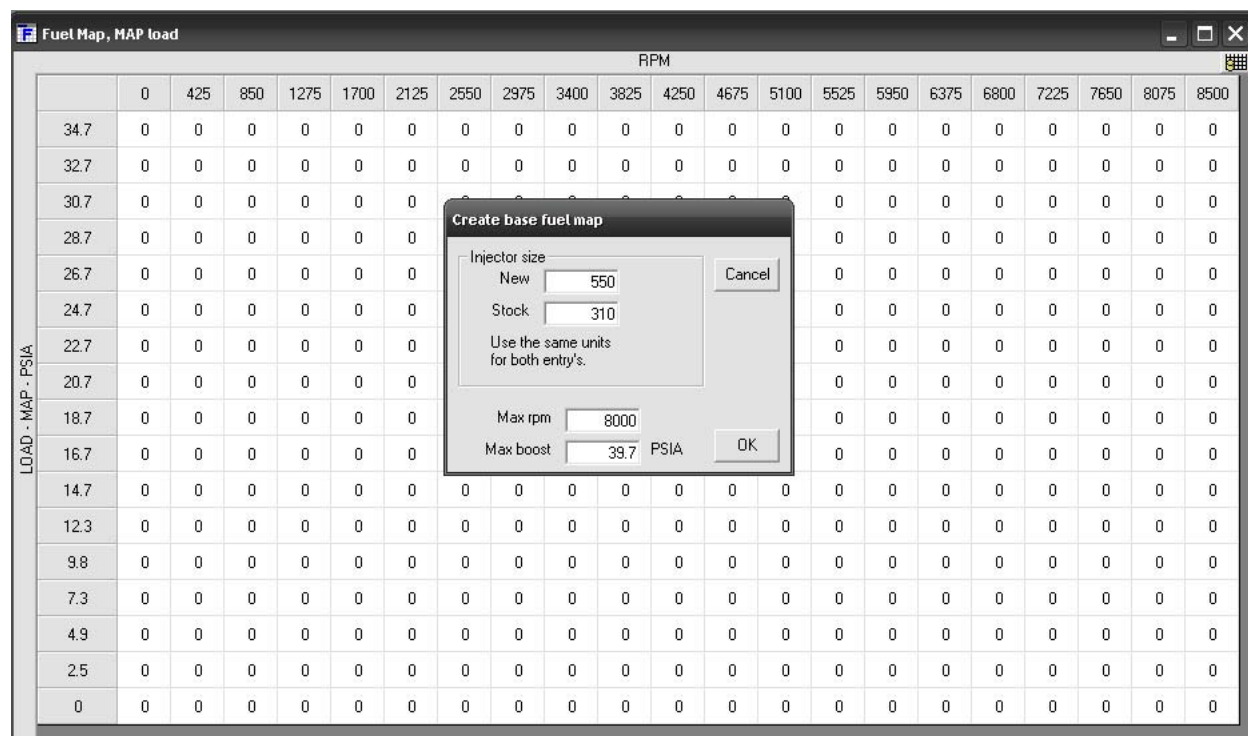 Fuel Map, MAP load
RPM
0 425 850 1275 1700 2125 2550 2975 3400 3825 4250 4675 5100 5525 5950 6375 6800 7225 7650 8075 8500
34.7 0 0 0 0 0 0 0 0 0 0 0 0 0 0 0 0 0 0 0 0 0
32.7 0 0 0 0 0 0 0 0 0 0 0 0 0 0 0 0 0 0 0 0 0
30.7 0 0 0 0 0 0 0 0 0 0 0 0 0 0
28.7 0 0 0 0 0 0 0 0 0 0 0 0 0 0
26.7 0 0 0 0 0 0 0 0 0 0 0 0 0 0
24.7 0 0 0 0 0 0 0 0 0 0 0 0 0 0
22.7 0 0 0 0 0 0 0 0 0 0 0 0 0 0
20.7 0 0 0 0 0 0 0 0 0 0 0 0 0 0
18.7 0 0 0 0 0 0 0 0 0 0 0 0 0 0
16.7 0 0 0 0 0 0 0 0 0 0 0 0 0 0
14.7 0 0 0 0 0 0 0 0 0 0 0 0 0 0 0 0 0 0 0 0 0
12.3 0 0 0 0 0 0 0 0 0 0 0 0 0 0 0 0 0 0 0 0 0
9.8 0 0 0 0 0 0 0 0 0 0 0 0 0 0 0 0 0 0 0 0 0
7.3 0 0 0 0 0 0 0 0 0 0 0 0 0 0 0 0 0 0 0 0 0
4.9 0 0 0 0 0 0 0 0 0 0 0 0 0 0 0 0 0 0 0 0 0
2.5 0 0 0 0 0 0 0 0 0 0 0 0 0 0 0 0 0 0 0 0 0
0 0 0 0 0 0 0 0 0 0 0 0 0 0 0 0 0 0 0 0 0 0
LOAD - MAP - PSIA
Create base fuel map
Injector size
New 550
Cancel
Stock 310
Use the same units
for both entry's.
Max rpm 8000
Max boost 39.7 PSIA
OK